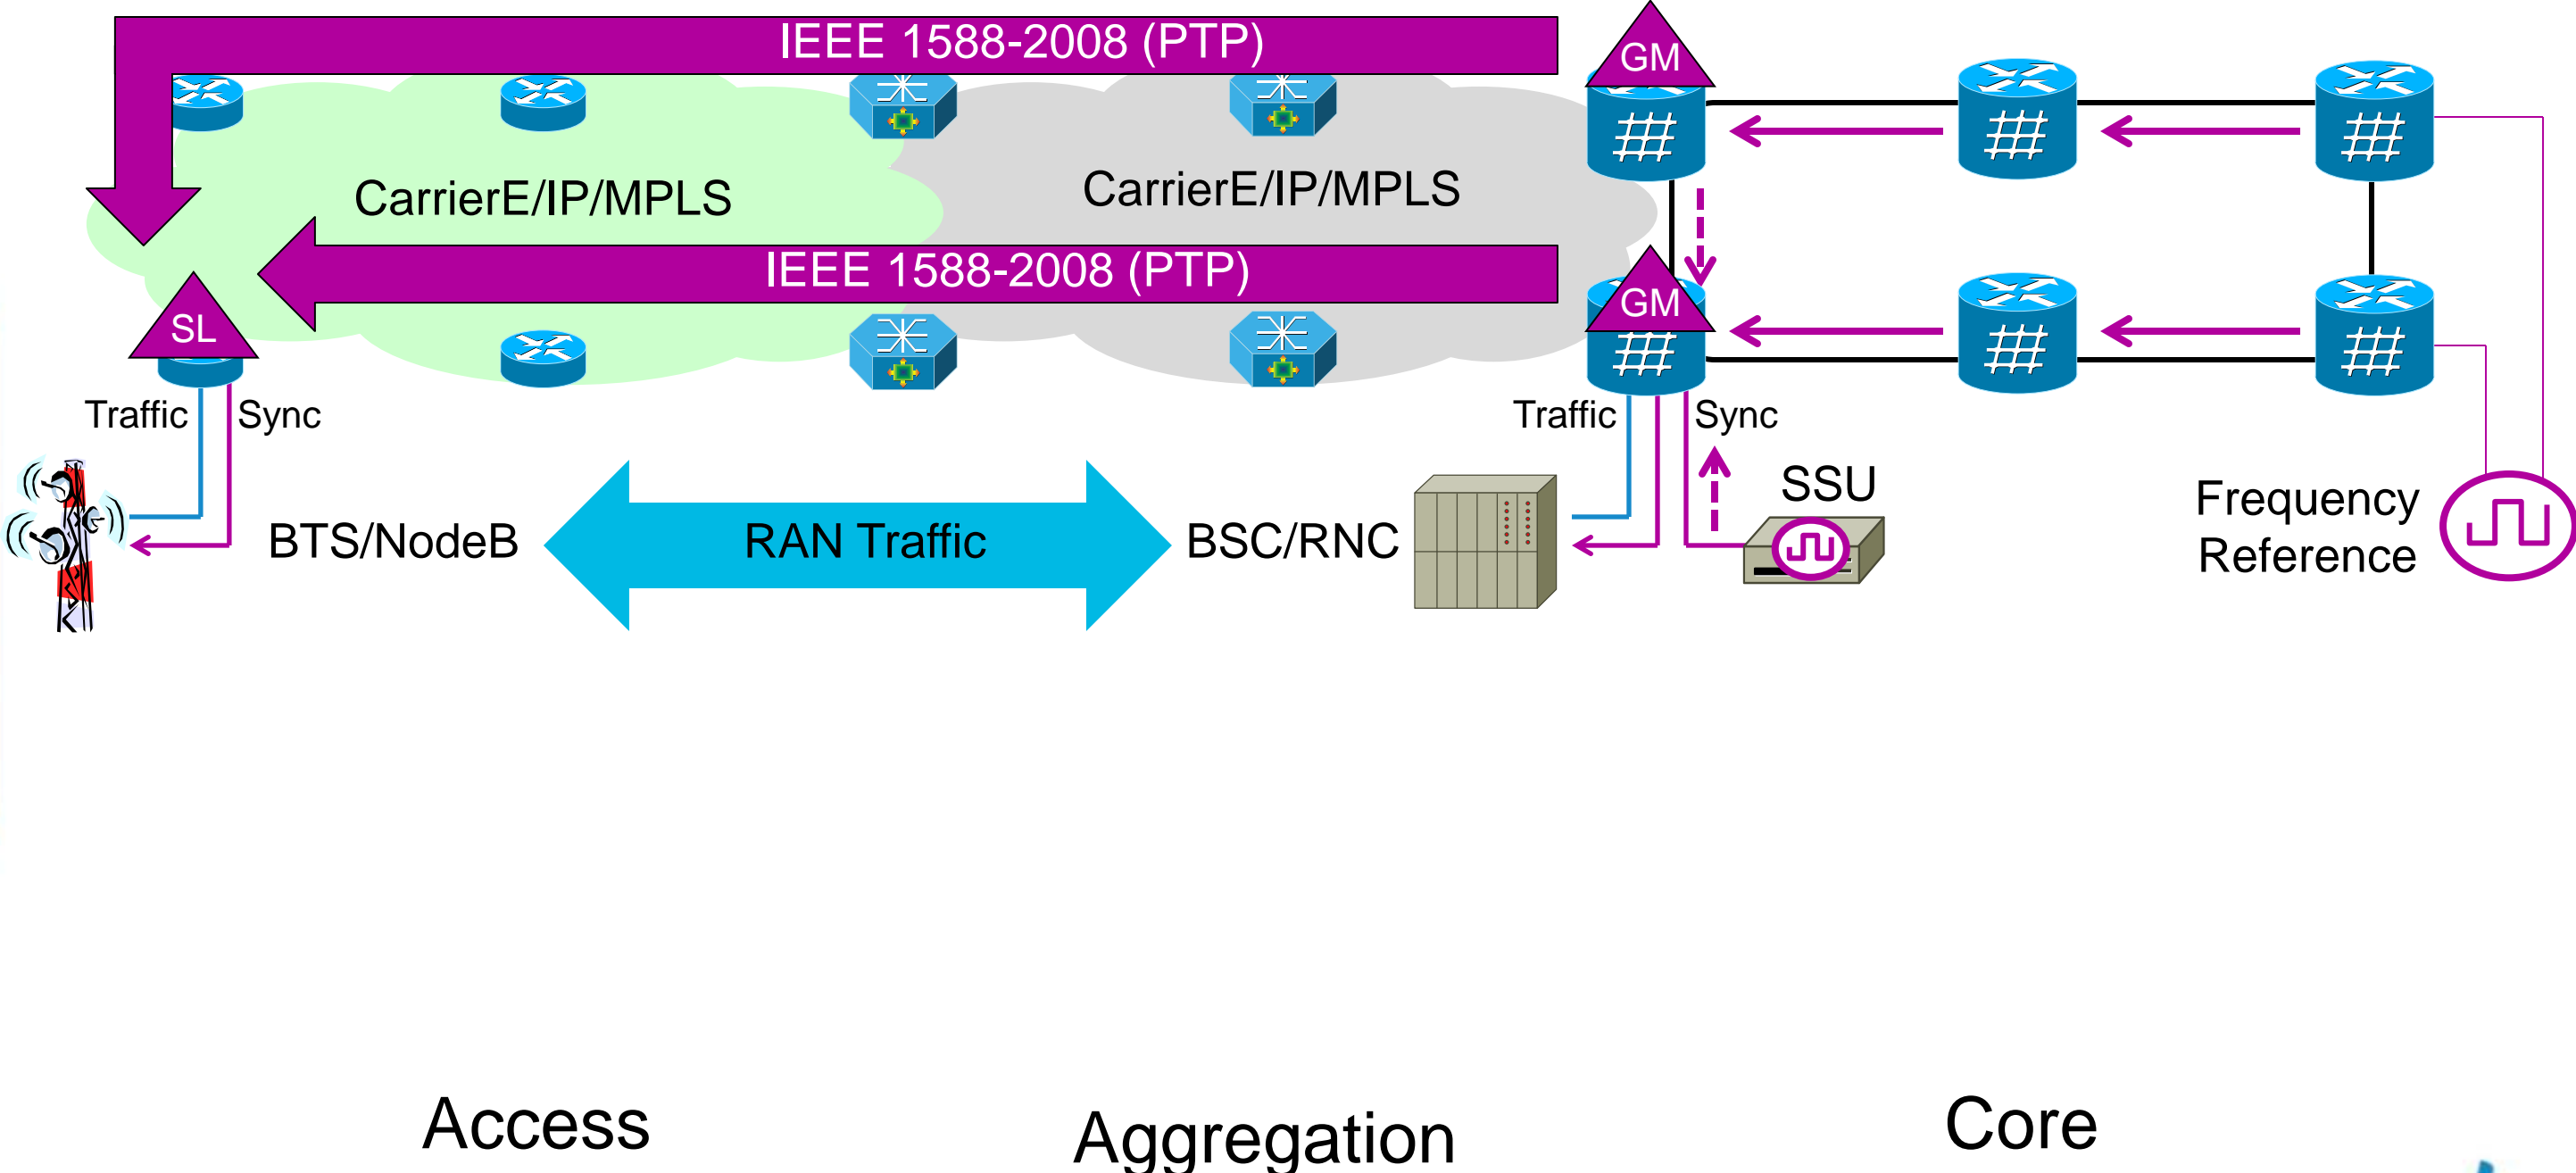 IEEE 1588-2008 (PTP)
GM
CarrierE/IP/MPLS
CarrierE/IP/MPLS
IEEE 1588-2008 (PTP)
GM
SL
Traffic
Sync
Traffic
Sync
SSU
Frequency
Reference
BTS/NodeB
RAN Traffic
BSC/RNC
Access
Aggregation
Core